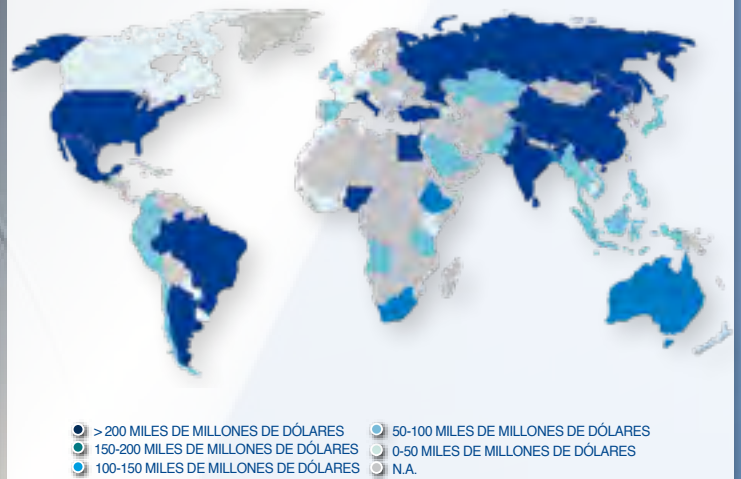 > 200 MILES DE MILLONES DE DÓLARES
150-200 MILES DE MILLONES DE DÓLARES
100-150 MILES DE MILLONES DE DÓLARES
50-100 MILES DE MILLONES DE DÓLARES
0-50 MILES DE MILLONES DE DÓLARES
N.A.